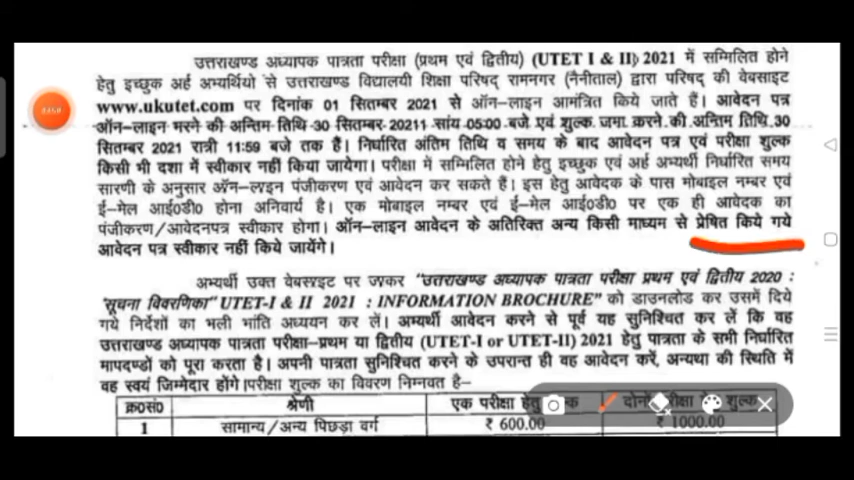 उत्तराखण्ड अध्यापक पात्रता परीक्षा (प्रथम एवं द्वितीय) (UTET I & II) 2021 में सम्मिलित होने
हेतु इच्छुक अर्ह अभ्यर्थियो से उत्तराखण्ड विद्यालयी शिक्षा परिषद् रामनगर (नैनीताल) द्वारा परिषद् की वेबसाइट
www.ukutet.com पर दिनांक 01 सितम्बर 2021 से ऑन-लाइन आमंत्रित किये जाते हैं। आवेदन पत्र
ऑन-लाइन भरने की अन्तिम तिथि 30 सितम्बर 20211 सांय 05:00 बजे एवं शुल्क जमा करने की अन्तिम तिथि 30
सितम्बर 2021 रात्री 11:59 बजे तक है। निर्धारित अंतिम तिथि व समय के बाद आवेदन पत्र एवं परीक्षा शुल्क
किसी भी दशा में स्वीकार नहीं किया जायेगा। परीक्षा में सम्मिलित होने हेतु इच्छुक एवं अर्ह अभ्यर्थी निर्धारित समय
सारणी के अनुसार ऑन-लाइन पंजीकरण एवं आवेदन कर सकते हैं। इस हेतु आवेदक के पास मोबाइल नम्बर एवं
ई-मेल आई0डी0 होना अनिवार्य है। एक मोबाइल नम्बर एवं ई-मेल आई0डी0 पर एक ही आवेदक का
पंजीकरण/आवेदनपत्र स्वीकार होगा। ऑन-लाइन आवेदन के अतिरिक्त अन्य किसी माध्यम से प्रेषित किये गये
आवेदन पत्र स्वीकार नहीं किये जायेंगे।
अभ्यर्थी उक्त वेबसाइट पर जाकर "उत्तराखण्ड अध्यापक पात्रता परीक्षा प्रथम एवं द्वितीय 2020 :
"सूचना विवरणिका" UTET-I & II 2021 : INFORMATION BROCHURE" को डाउनलोड कर उसमें दिये
गये निर्देशों का भली भांति अध्ययन कर लें। अभ्यर्थी आवेदन करने से पूर्व यह सुनिश्चित कर लें कि वह
उत्तराखण्ड अध्यापक पात्रता परीक्षा-प्रथम या द्वितीय (UTET-I or UTET-II) 2021 हेतु पात्रता के सभी निर्धारित
मापदण्डों को पूरा करता है। अपनी पात्रता सुनिश्चित करने के उपरान्त ही वह आवेदन करें, अन्यथा की स्थिति में
वह स्वयं जिम्मेदार होंगे। परीक्षा शुल्क का विवरण निम्नवत है-
क्र0सं0 श्रेणी एक परीक्षा हेतु शुल्क
1 सामान्य/अन्य पिछड़ा वर्ग ₹ 600.00 ₹ 1000.00